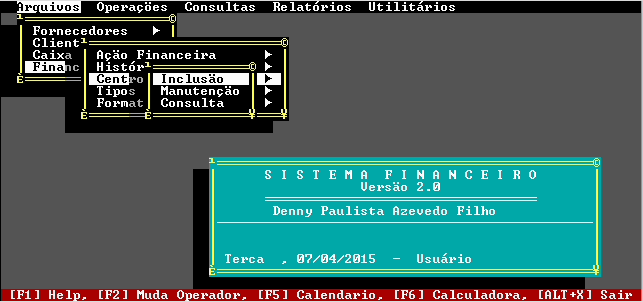 Arquivos Operações Consultas Relatórios Utilitários
Fornecedores
Client
Caixa
Financ
Ação Financeira
Histór
Centro
Tipos
Format
Inclusão
Manutenção
Consulta
S I S T E M A F I N A N C E I R O
Versão 2.0
Denny Paulista Azevedo Filho
Terca , 07/04/2015 - Usuário
[F1] Help, [F2] Muda Operador, [F5] Calendario, [F6] Calculadora, [ALT+X] Sair